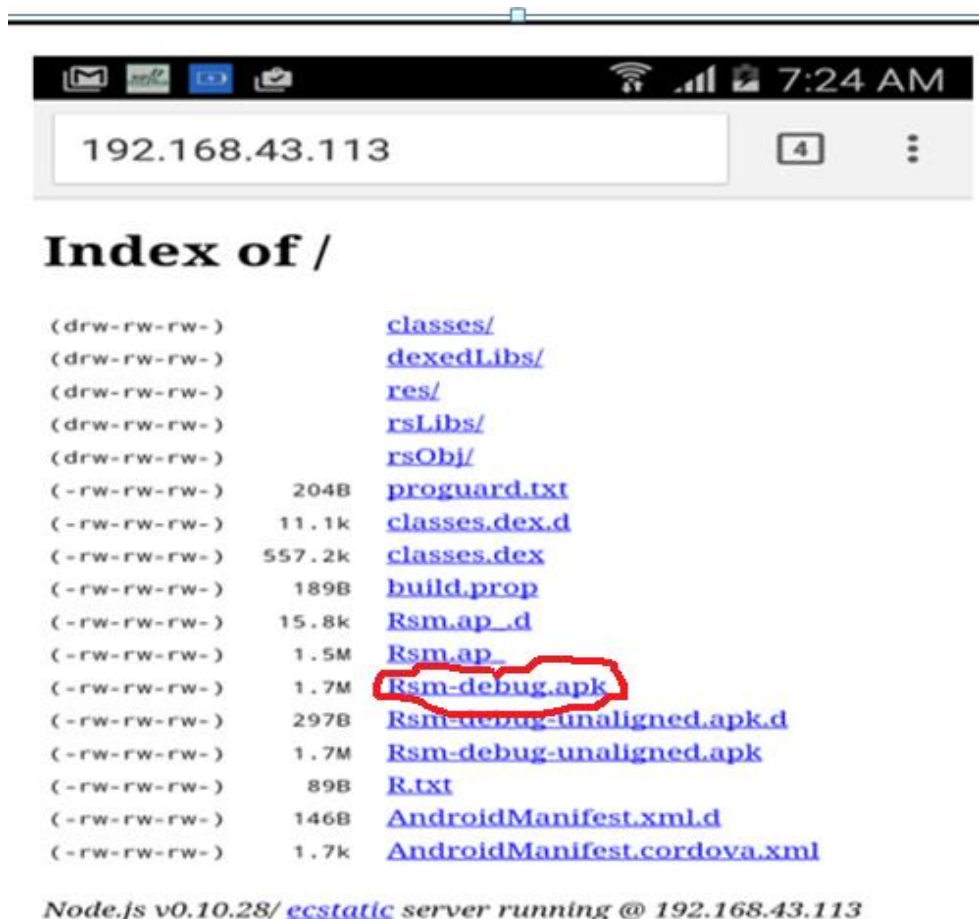 7:24 AM
192.168.43.113
4
Index of /
(drw-rw-rw-) classes/
(drw-rw-rw-) dexedLibs/
(drw-rw-rw-) res/
(drw-rw-rw-) rsLibs/
(drw-rw-rw-) rsObj/
(-rw-rw-rw-) 204B proguard.txt
(-rw-rw-rw-) 11.1k classes.dex.d
(-rw-rw-rw-) 557.2k classes.dex
(-rw-rw-rw-) 189B build.prop
(-rw-rw-rw-) 15.8k Rsm.ap_.d
(-rw-rw-rw-) 1.5M Rsm.ap_
(-rw-rw-rw-) 1.7M Rsm-debug.apk
(-rw-rw-rw-) 297B Rsm-debug-unaligned.apk.d
(-rw-rw-rw-) 1.7M Rsm-debug-unaligned.apk
(-rw-rw-rw-) 89B R.txt
(-rw-rw-rw-) 146B AndroidManifest.xml.d
(-rw-rw-rw-) 1.7k AndroidManifest.cordova.xml
Node.js v0.10.28/ ecstatic server running @ 192.168.43.113